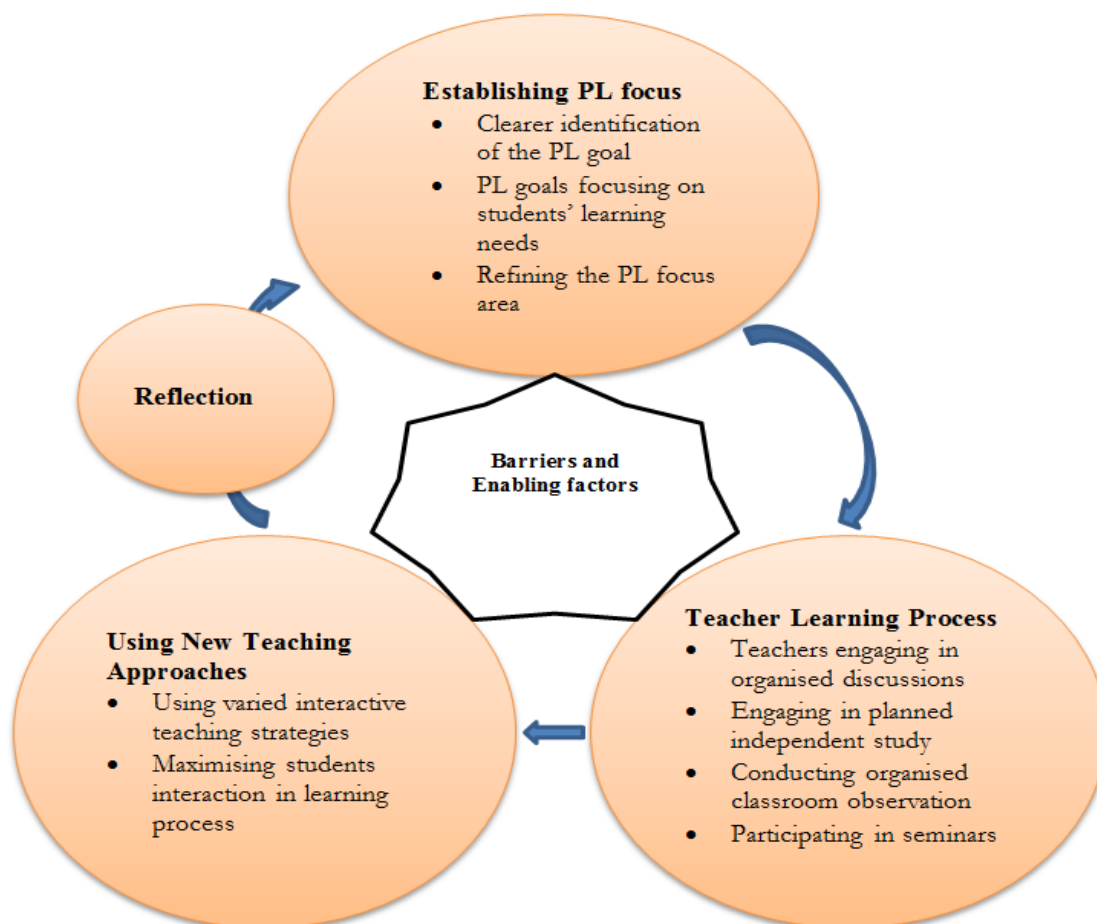 Establishing PL focus
• Clearer identification
of the PL goal
• PL goals focusing on
students’ learning
needs
• Refining the PL focus
area
Reflection
Barriers and
Enabling factors
Teacher Learning Process
• Teachers engaging in
organised discussions
• Engaging in planned
independent study
• Conducting organised
classroom observation
• Participating in seminars
Using New Teaching
Approaches
• Using varied interactive
teaching strategies
• Maximising students
interaction in learning
process